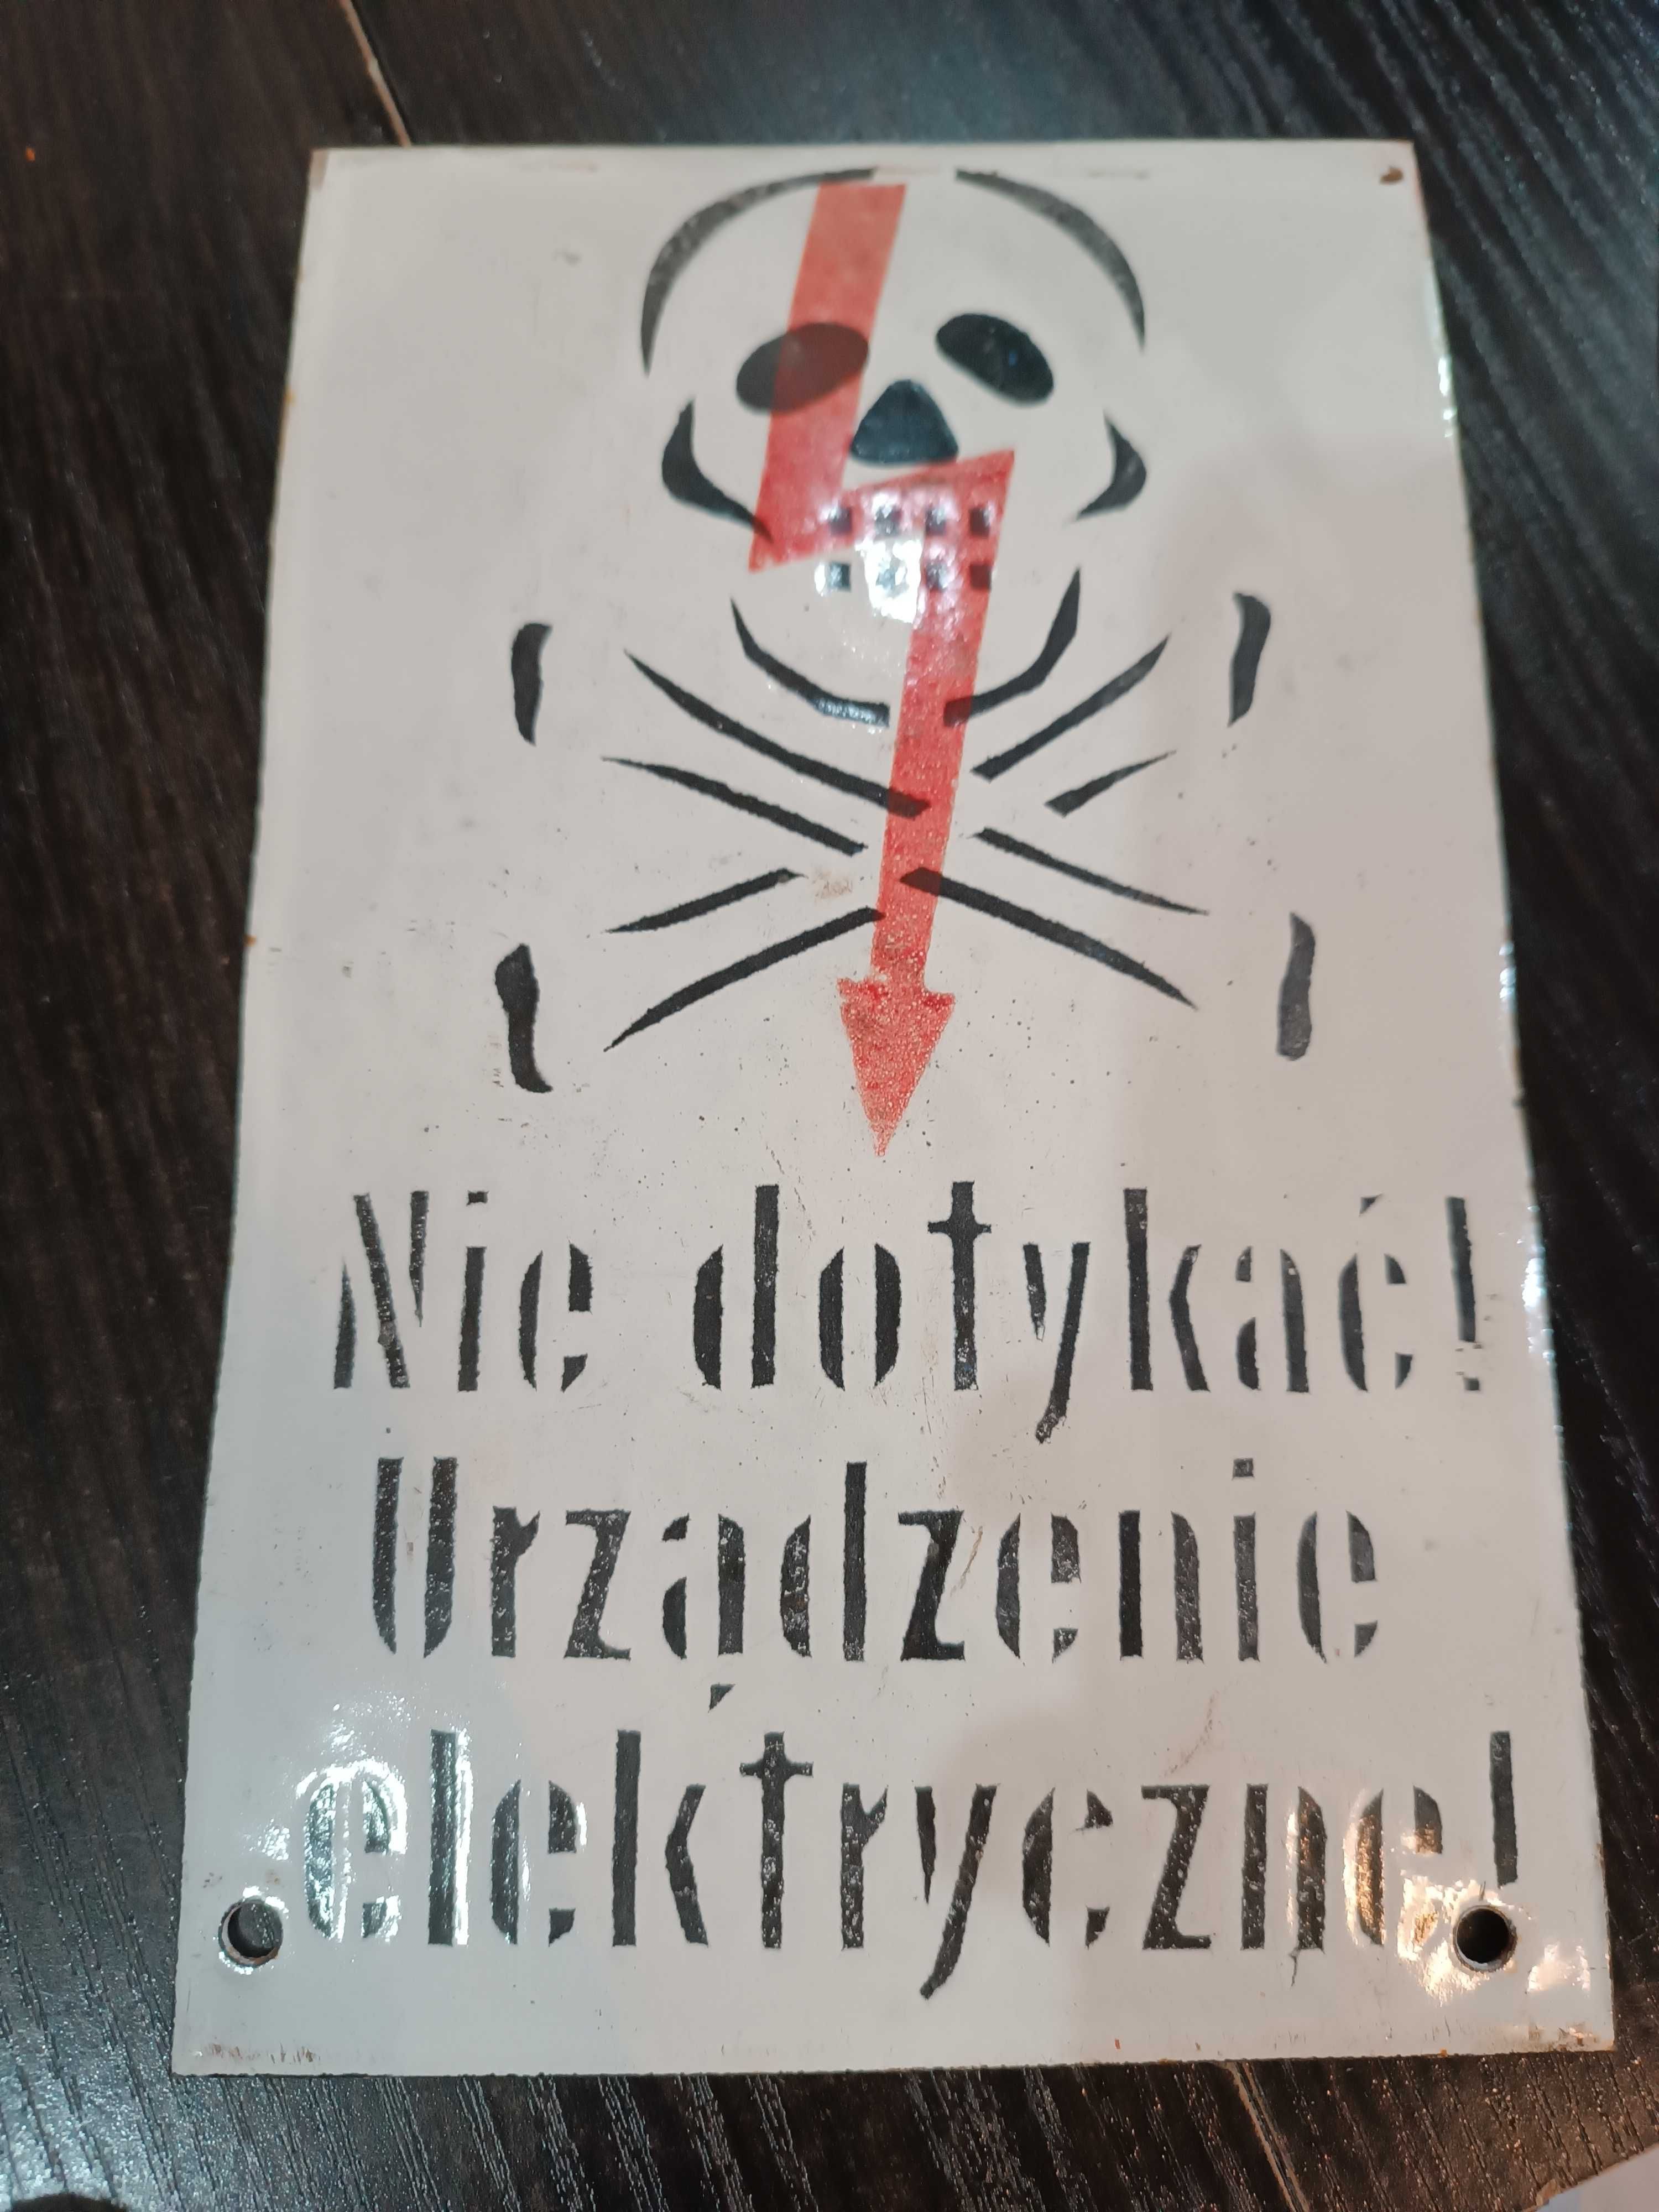 Nie dotykać!
Urządzenie
elektryczne!